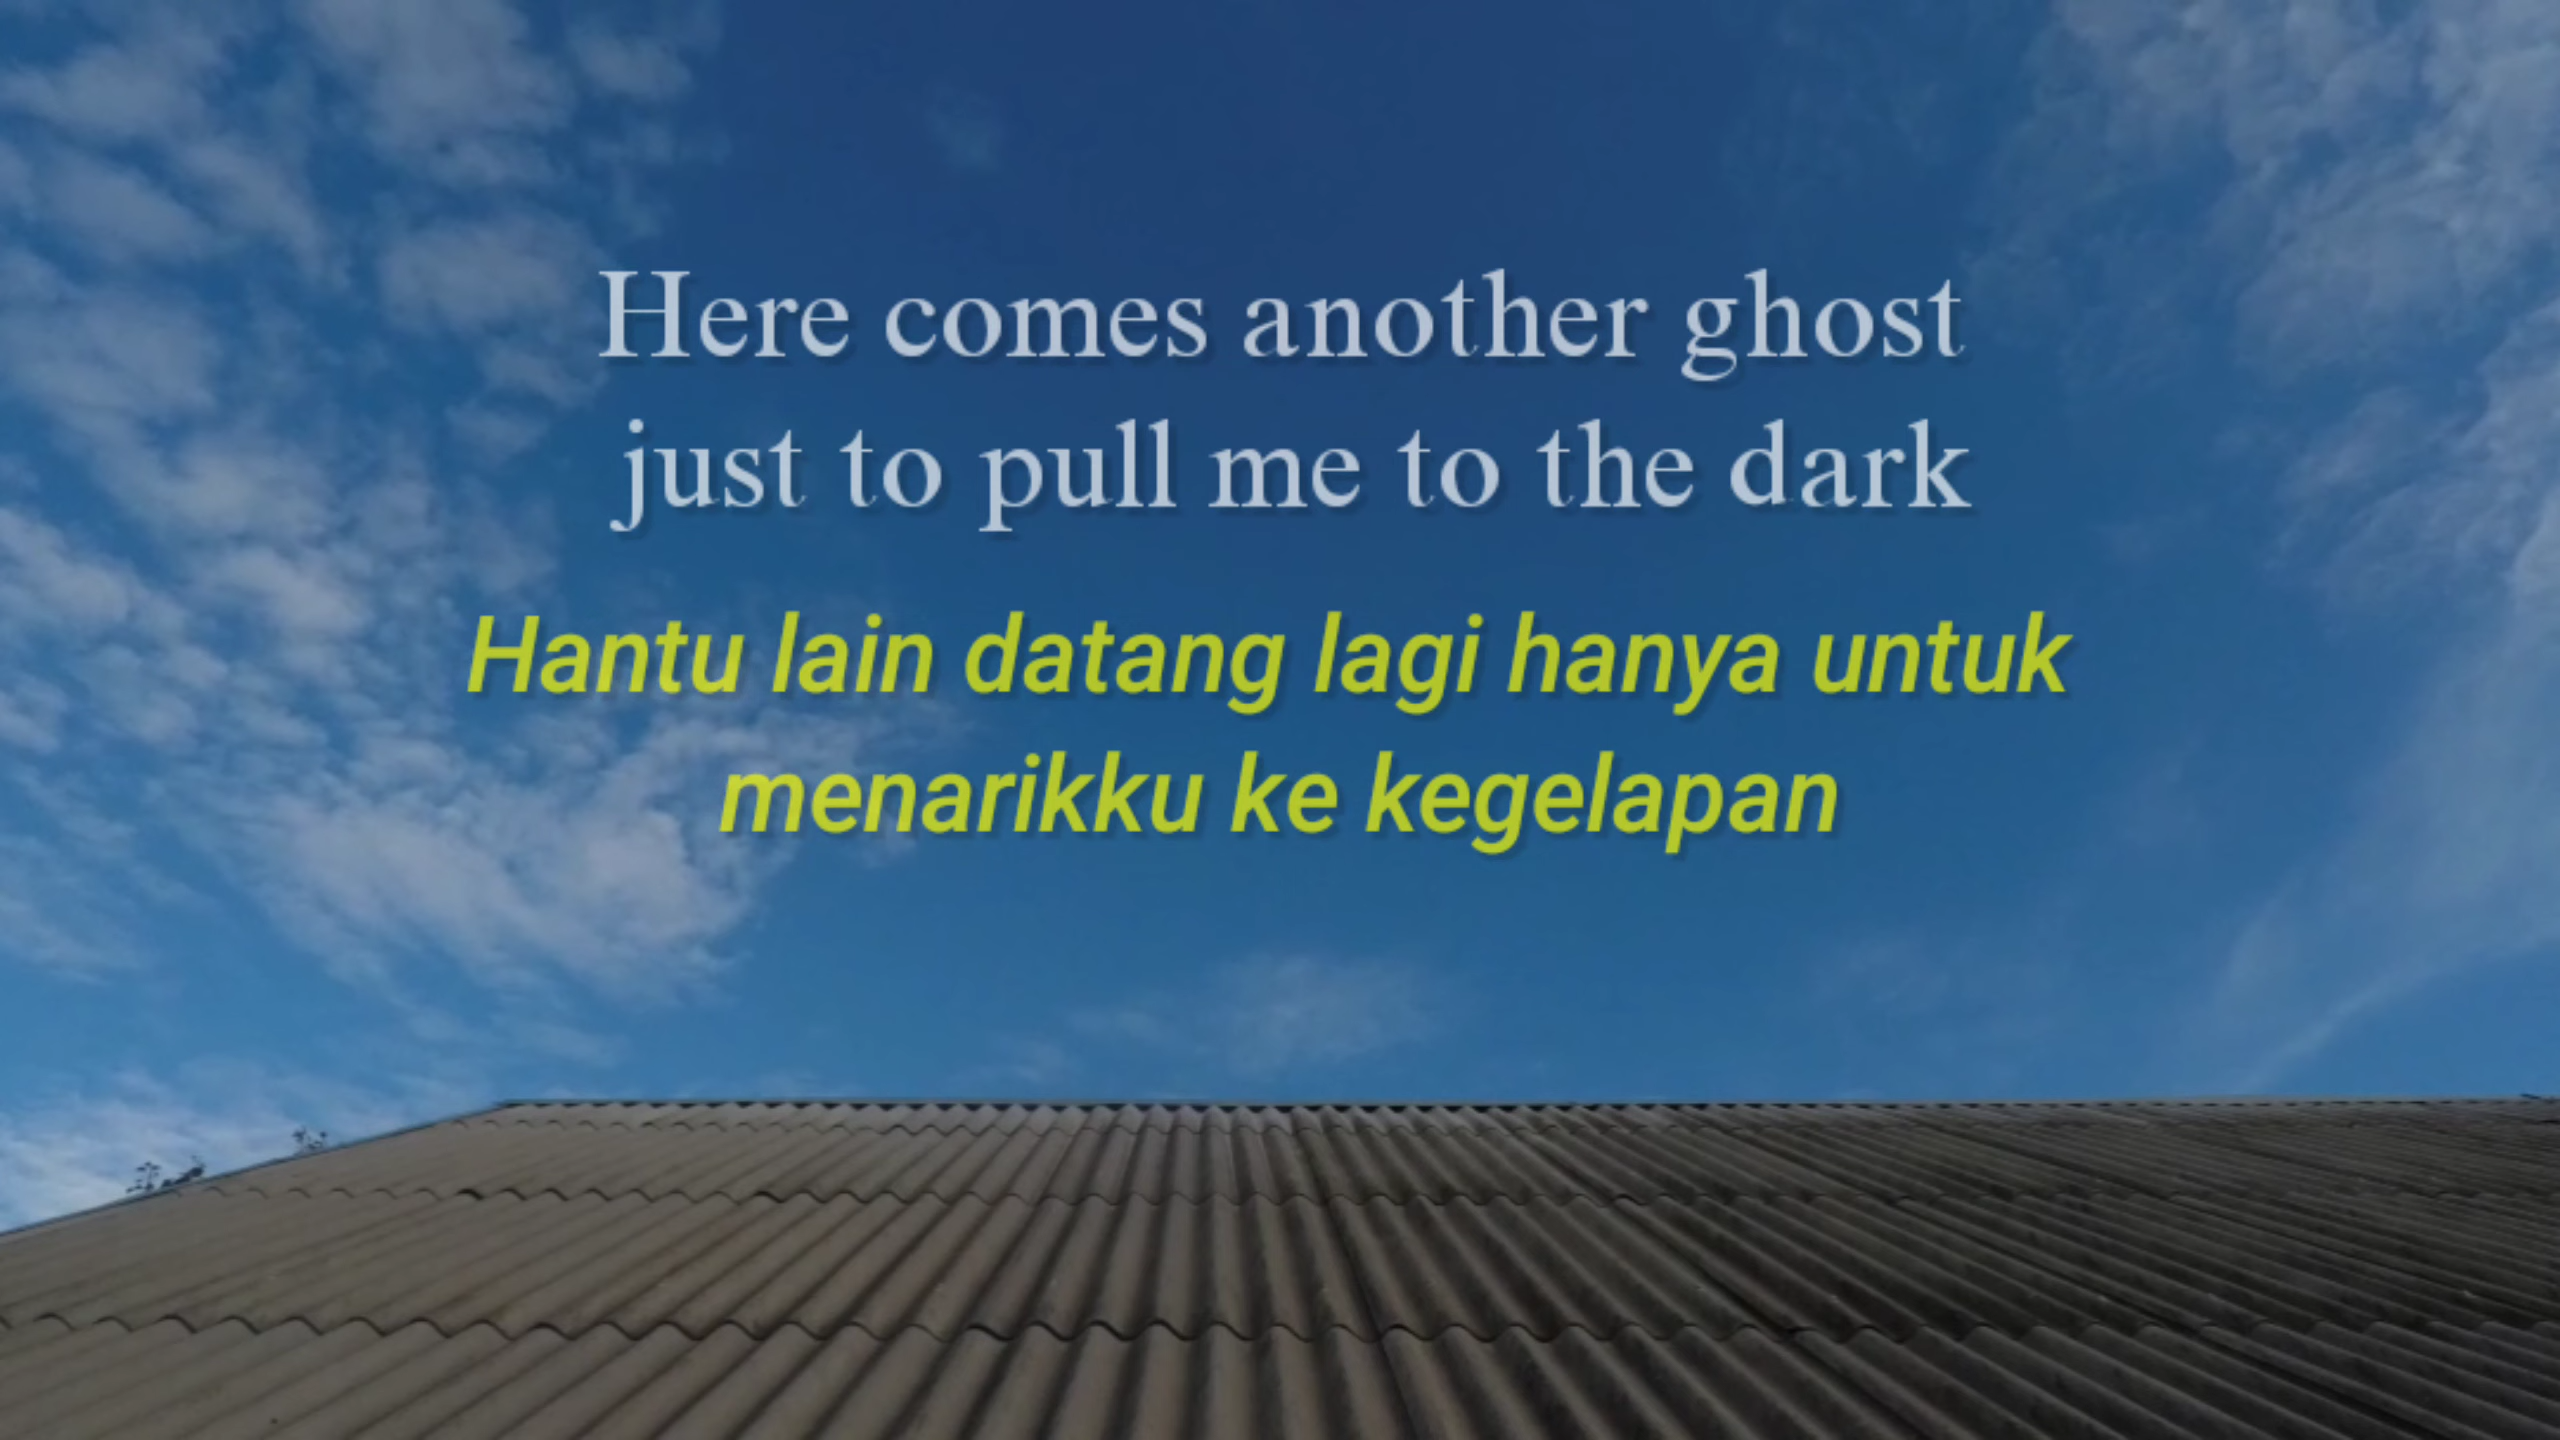 Here comes another ghost
just to pull me to the dark
Hantu lain datang lagi hanya untuk
menarikku ke kegelapan